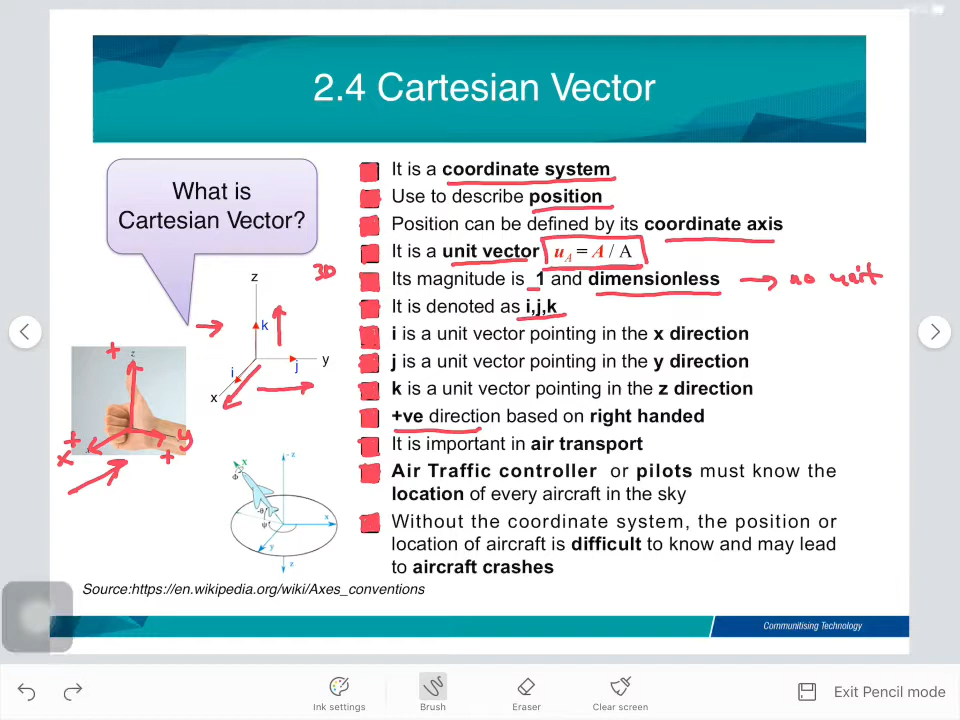 2.4 Cartesian Vector
What is
Cartesian Vector?
It is a coordinate system
Use to describe position
Position can be defined by its coordinate axis
It is a unit vector uA = A / A
Its magnitude is 1 and dimensionless → no unit
It is denoted as i,j,k
i is a unit vector pointing in the x direction
j is a unit vector pointing in the y direction
k is a unit vector pointing in the z direction
+ve direction based on right handed
It is important in air transport
Air Traffic controller or pilots must know the
location of every aircraft in the sky
Without the coordinate system, the position or
location of aircraft is difficult to know and may lead
to aircraft crashes
3D
z
k
y
j
i
x
+
z
+
x
y
+
-z
x
Φ
-θ
ψ
x
y
z
Source:https://en.wikipedia.org/wiki/Axes_conventions
Communitising Technology
Ink settings
Brush
Eraser
Clear screen
Exit Pencil mode